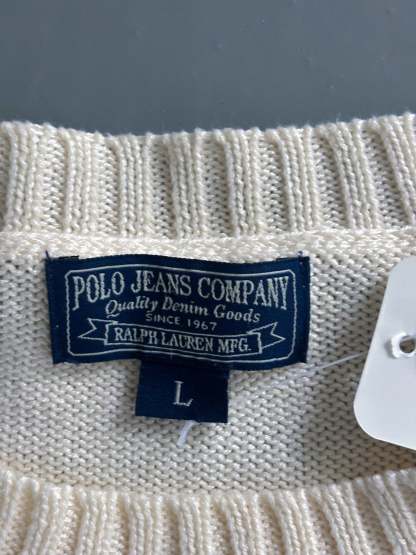 POLO JEANS COMPANY
Quality Denim Goods
SINCE 1967
RALPH LAUREN MFG.
L